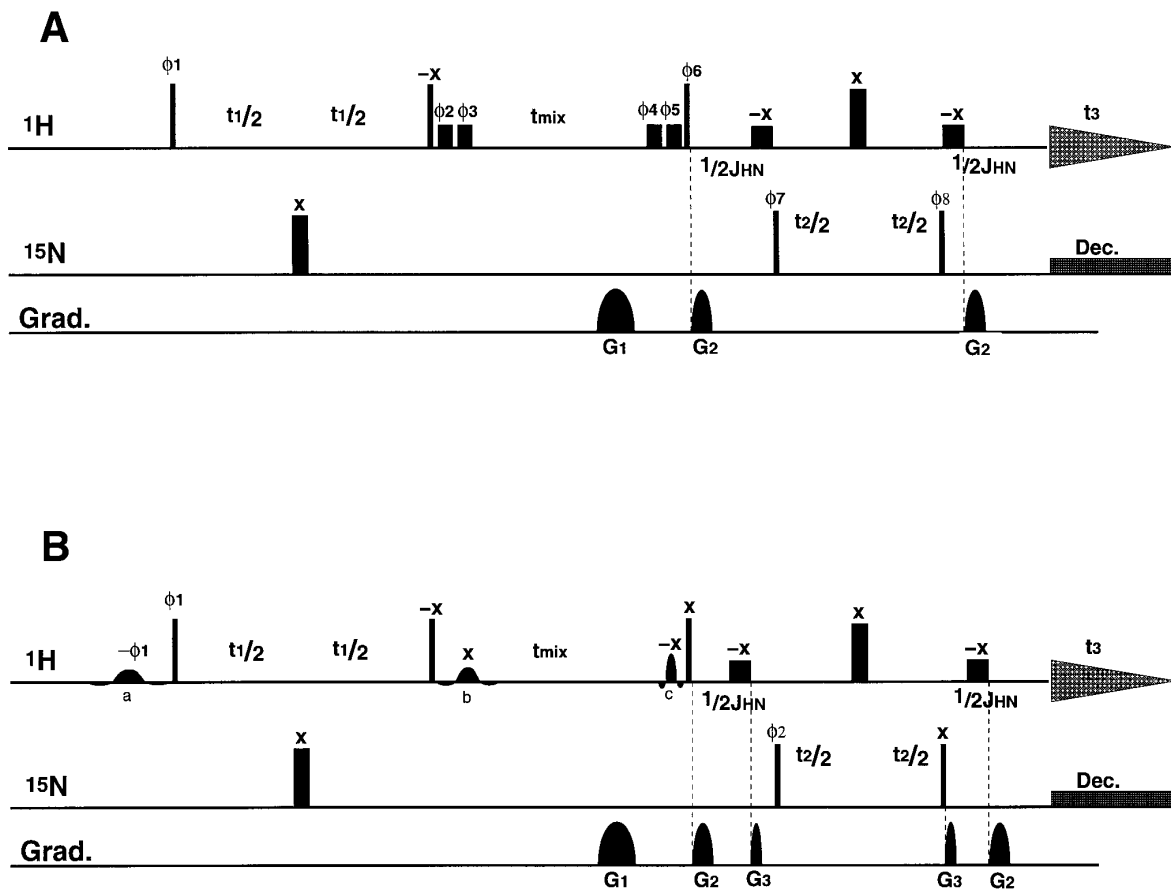 A
ϕ1 -x ϕ2 ϕ3 ϕ4 ϕ5 ϕ6 -x x -x
1H t1/2 t1/2 tmix t3
1/2JHN 1/2JHN
x ϕ7 ϕ8
15N t2/2 t2/2 Dec.
Grad.
G1 G2 G2
B
-ϕ1 ϕ1 -x x -x x -x x -x
1H t1/2 t1/2 tmix t3
a b c 1/2JHN 1/2JHN
x ϕ2 x
15N t2/2 t2/2 Dec.
Grad.
G1 G2 G3 G3 G2